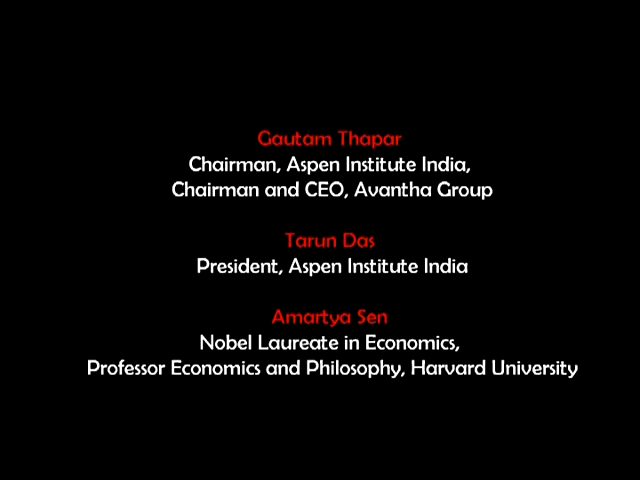 Gautam Thapar
Chairman, Aspen Institute India,
Chairman and CEO, Avantha Group
Tarun Das
President, Aspen Institute India
Amartya Sen
Nobel Laureate in Economics,
Professor Economics and Philosophy, Harvard University